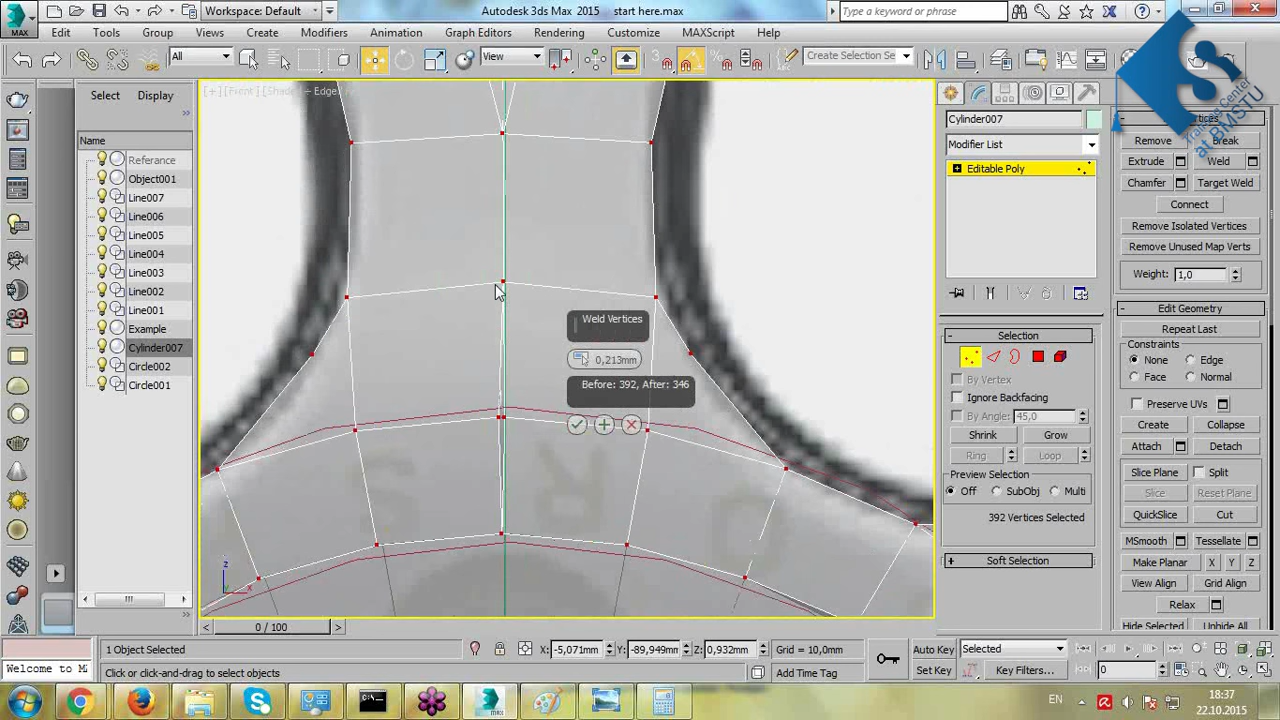 Workspace: Default
Autodesk 3ds Max 2015 start here.max
Type a keyword or phrase
MAX
Edit Tools Group Views Create Modifiers Animation Graph Editors Rendering Customize MAXScript Help
All
View
Create Selection Se
Training Center
at BMSTU
Select Display
Name
Referance
Object001
Line007
Line006
Line005
Line004
Line003
Line002
Line001
Example
Cylinder007
Circle002
Circle001
Weld Vertices
0,213mm
Before: 392, After: 346
Cylinder007
Modifier List
Editable Poly
Selection
By Vertex
Ignore Backfacing
By Angle: 45,0
Shrink Grow
Ring Loop
Preview Selection
Off SubObj Multi
392 Vertices Selected
Soft Selection
Remove Break
Extrude Weld
Chamfer Target Weld
Connect
Remove Isolated Vertices
Remove Unused Map Verts
Weight: 1,0
Edit Geometry
Repeat Last
Constraints
None Edge
Face Normal
Preserve UVs
Create Collapse
Attach Detach
Slice Plane Split
Slice Reset Plane
QuickSlice Cut
MSmooth Tessellate
Make Planar X Y Z
View Align Grid Align
Relax
Hide Selected Unhide All
0 / 100
1 Object Selected
X: -5,071mm Y: -89,949mm Z: 0,932mm
Grid = 10,0mm
Auto Key Selected
Welcome to M
Click or click-and-drag to select objects
Add Time Tag
Set Key Key Filters...
0
EN
18:37
22.10.2015